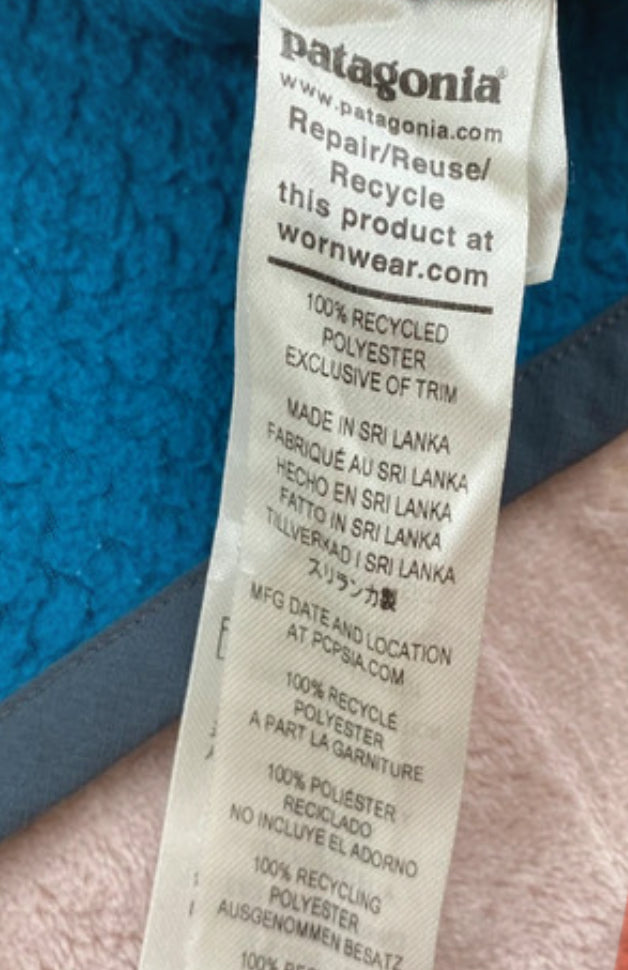 patagonia®
www.patagonia.com
Repair/Reuse/
Recycle
this product at
wornwear.com
100% RECYCLED
POLYESTER
EXCLUSIVE OF TRIM
MADE IN SRI LANKA
FABRIQUÉ AU SRI LANKA
HECHO EN SRI LANKA
FATTO IN SRI LANKA
TILLVERKAD I SRI LANKA
スリランカ製
MFG DATE AND LOCATION
AT PCPSIA.COM
100% RECYCLÉ
POLYESTER
A PART LA GARNITURE
100% POLIÉSTER
RECICLADO
NO INCLUYE EL ADORNO
100% RECYCLING
POLYESTER
AUSGENOMMEN BESATZ
100%